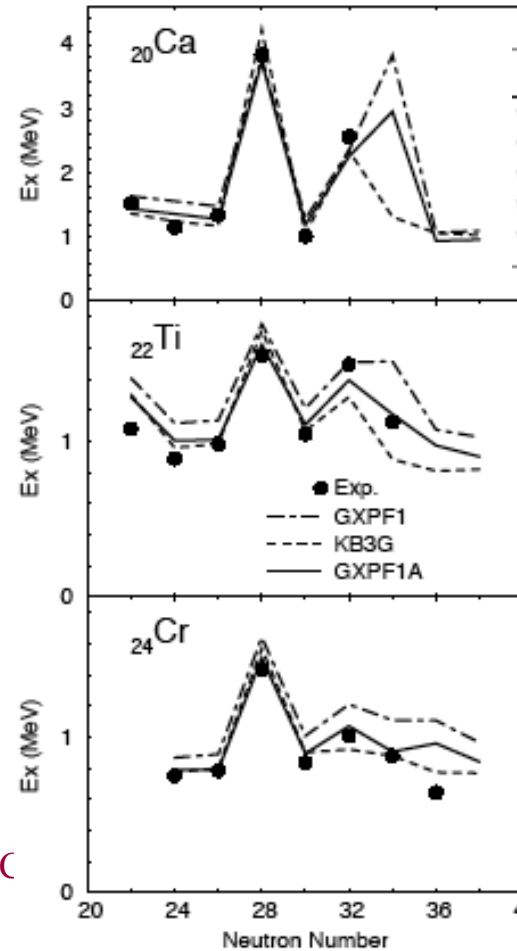 ₂₀Ca
Ex (MeV)
4
3
2
1
0
₂₂Ti
Ex (MeV)
1
0
Exp.
GXPF1
KB3G
GXPF1A
₂₄Cr
Ex (MeV)
1
0
20 24 28 32 36 4
Neutron Number